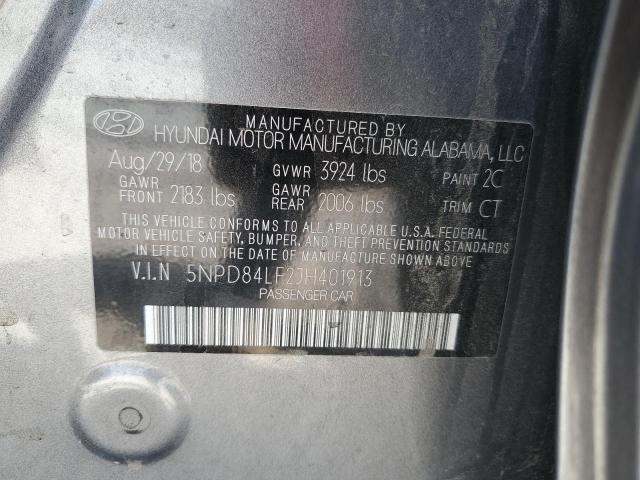 MANUFACTURED BY
HYUNDAI MOTOR MANUFACTURING ALABAMA, LLC
Aug/29/18 GVWR 3924 lbs PAINT 2C
GAWR FRONT 2183 lbs GAWR REAR 2006 lbs TRIM CT
THIS VEHICLE CONFORMS TO ALL APPLICABLE U.S.A. FEDERAL
MOTOR VEHICLE SAFETY, BUMPER, AND THEFT PREVENTION STANDARDS
IN EFFECT ON THE DATE OF MANUFACTURE SHOWN ABOVE.
V.I.N 5NPD84LF2JH401913
PASSENGER CAR